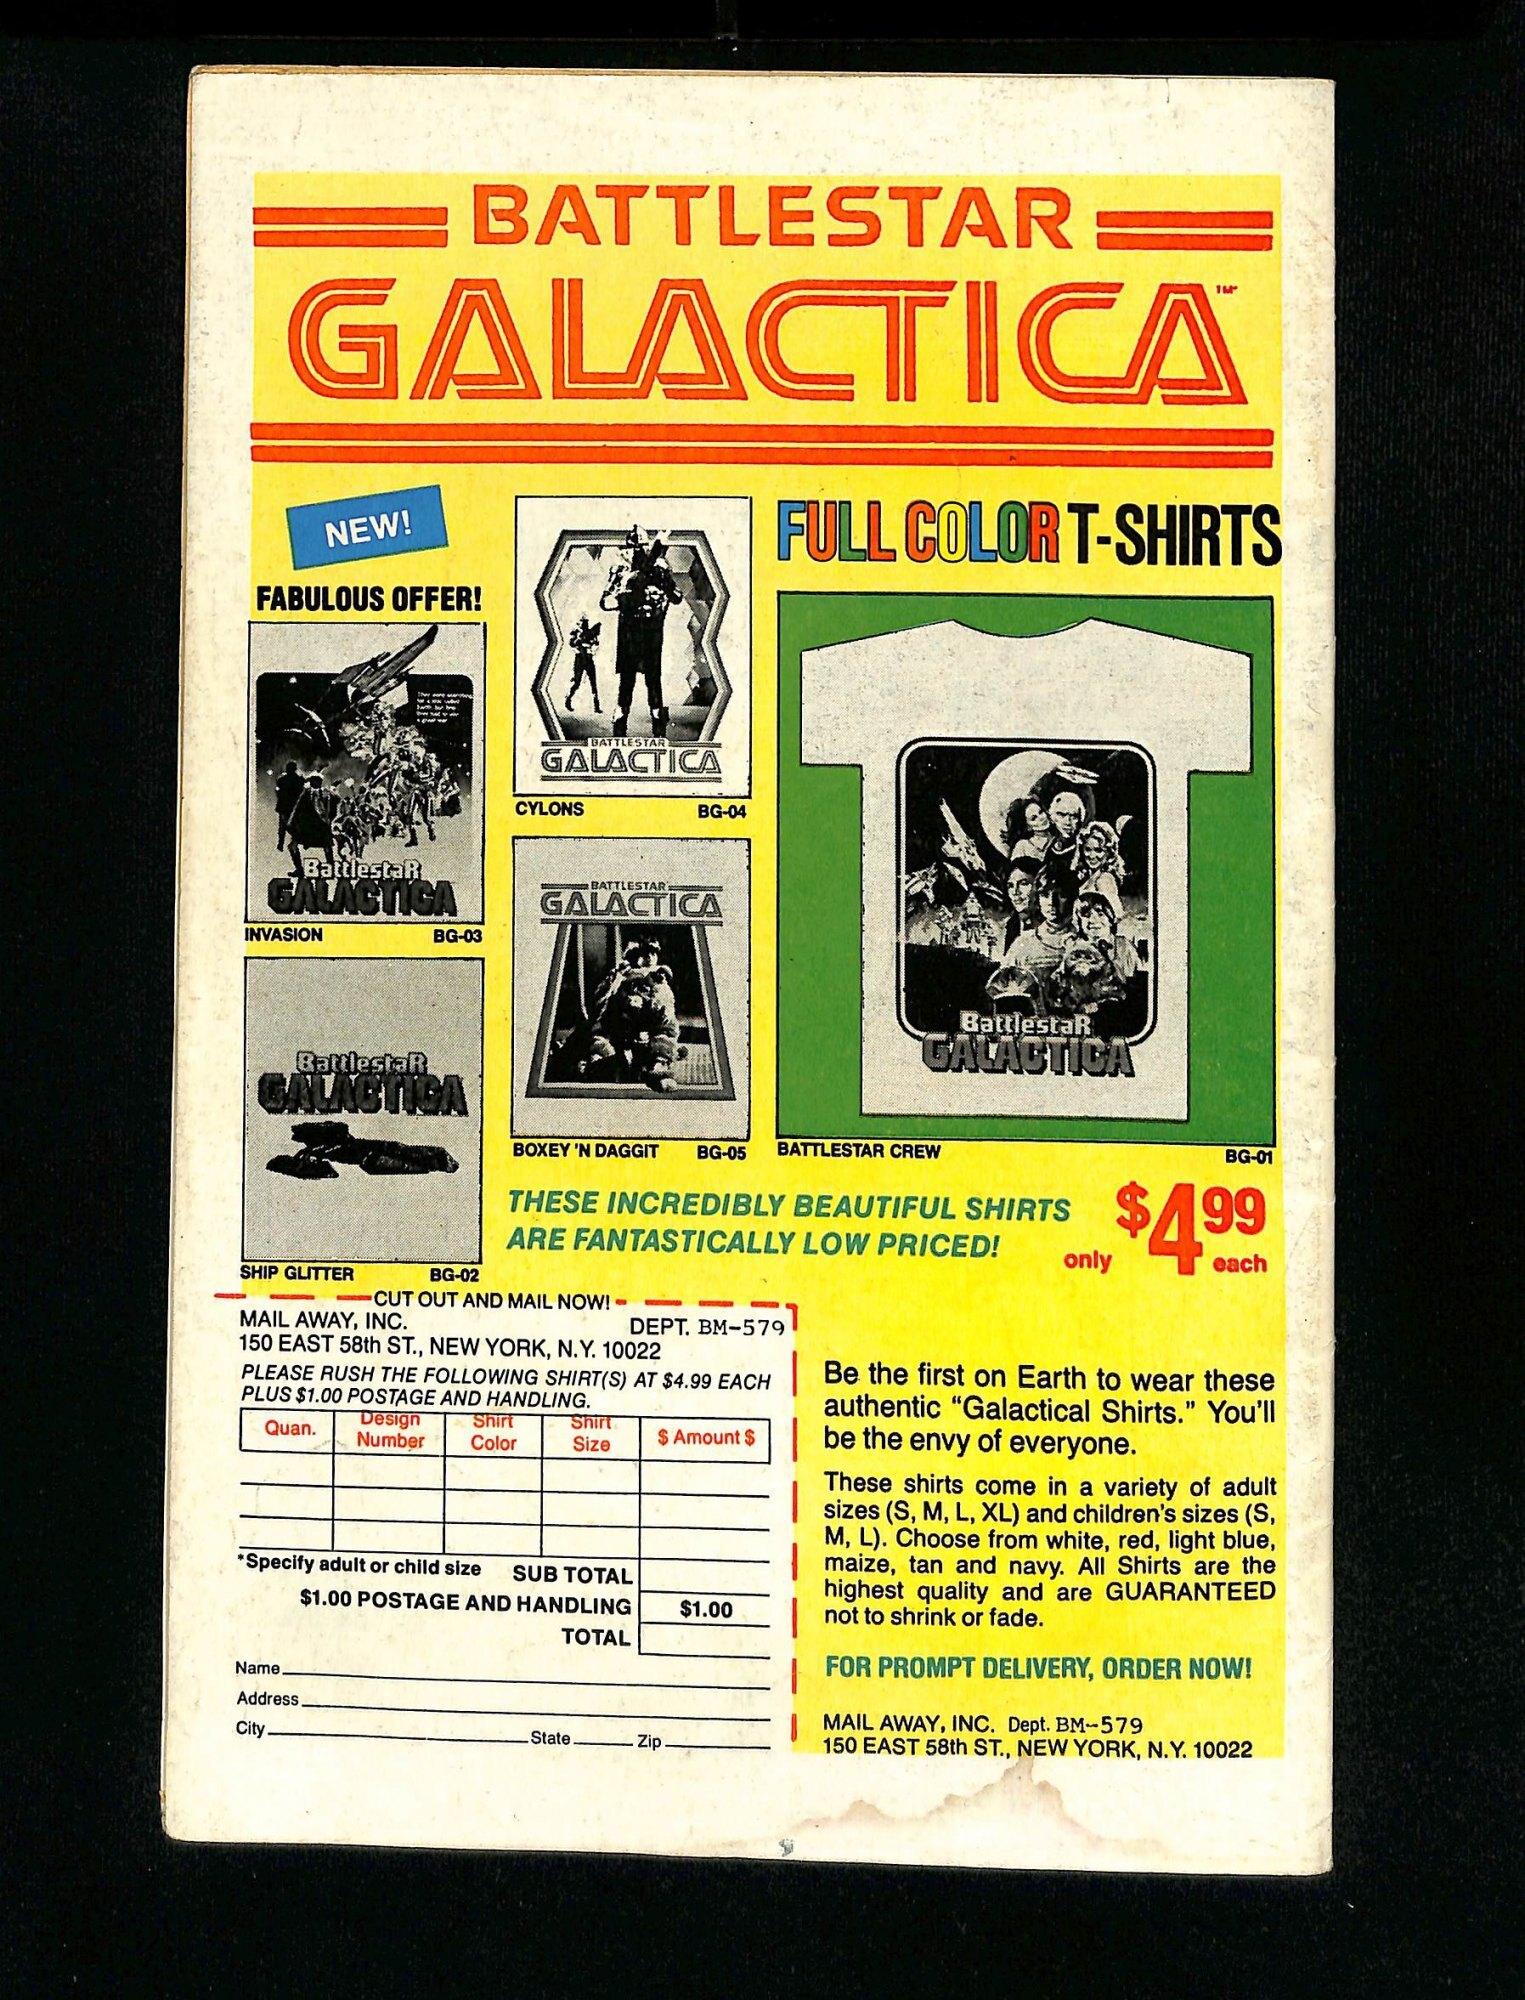 BATTLESTAR
GALACTICA™
NEW!
FABULOUS OFFER!
Battlestar
GALACTICA
INVASION BG-03
Battlestar
GALACTICA
SHIP GLITTER BG-02
BATTLESTAR
GALACTICA
CYLONS BG-04
BATTLESTAR
GALACTICA
BOXEY 'N DAGGIT BG-05
FULL COLOR T-SHIRTS
Battlestar
GALACTICA
BATTLESTAR CREW BG-01
THESE INCREDIBLY BEAUTIFUL SHIRTS
ARE FANTASTICALLY LOW PRICED!
only $4.99 each
CUT OUT AND MAIL NOW!
MAIL AWAY, INC. DEPT. BM-579
150 EAST 58th ST., NEW YORK, N.Y. 10022
PLEASE RUSH THE FOLLOWING SHIRT(S) AT $4.99 EACH
PLUS $1.00 POSTAGE AND HANDLING.
Quan. Design Number Shirt Color Shirt Size $ Amount $
*Specify adult or child size SUB TOTAL
$1.00 POSTAGE AND HANDLING $1.00
TOTAL
Name
Address
City State Zip
Be the first on Earth to wear these
authentic “Galactical Shirts.” You'll
be the envy of everyone.
These shirts come in a variety of adult
sizes (S, M, L, XL) and children's sizes (S,
M, L). Choose from white, red, light blue,
maize, tan and navy. All Shirts are the
highest quality and are GUARANTEED
not to shrink or fade.
FOR PROMPT DELIVERY, ORDER NOW!
MAIL AWAY, INC. Dept. BM-579
150 EAST 58th ST., NEW YORK, N.Y. 10022